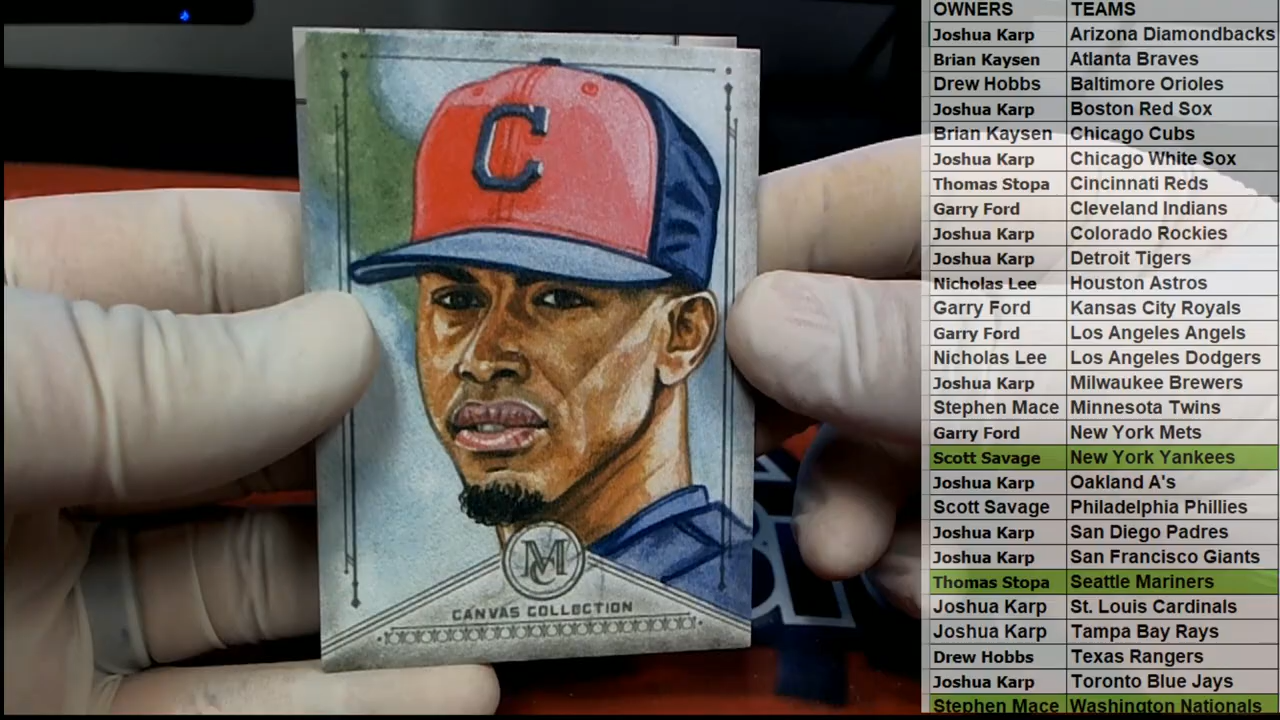 C
MC
CANVAS COLLECTION
OWNERS TEAMS
Joshua Karp Arizona Diamondbacks
Brian Kaysen Atlanta Braves
Drew Hobbs Baltimore Orioles
Joshua Karp Boston Red Sox
Brian Kaysen Chicago Cubs
Joshua Karp Chicago White Sox
Thomas Stopa Cincinnati Reds
Garry Ford Cleveland Indians
Joshua Karp Colorado Rockies
Joshua Karp Detroit Tigers
Nicholas Lee Houston Astros
Garry Ford Kansas City Royals
Garry Ford Los Angeles Angels
Nicholas Lee Los Angeles Dodgers
Joshua Karp Milwaukee Brewers
Stephen Mace Minnesota Twins
Garry Ford New York Mets
Scott Savage New York Yankees
Joshua Karp Oakland A's
Scott Savage Philadelphia Phillies
Joshua Karp San Diego Padres
Joshua Karp San Francisco Giants
Thomas Stopa Seattle Mariners
Joshua Karp St. Louis Cardinals
Joshua Karp Tampa Bay Rays
Drew Hobbs Texas Rangers
Joshua Karp Toronto Blue Jays
Stephen Mace Washington Nationals